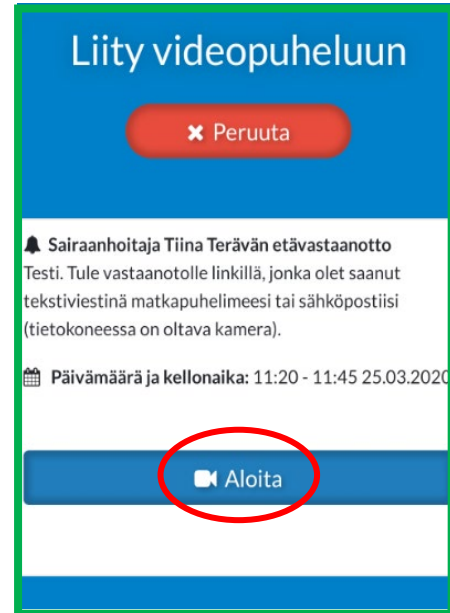 Liity videopuheluun
Peruuta
Sairaanhoitaja Tiina Terävän etävastaanotto
Testi. Tule vastaanotolle linkillä, jonka olet saanut
tekstiviestinä matkapuhelimeesi tai sähköpostiisi
(tietokoneessa on oltava kamera).
Päivämäärä ja kellonaika: 11:20 - 11:45 25.03.2020
Aloita